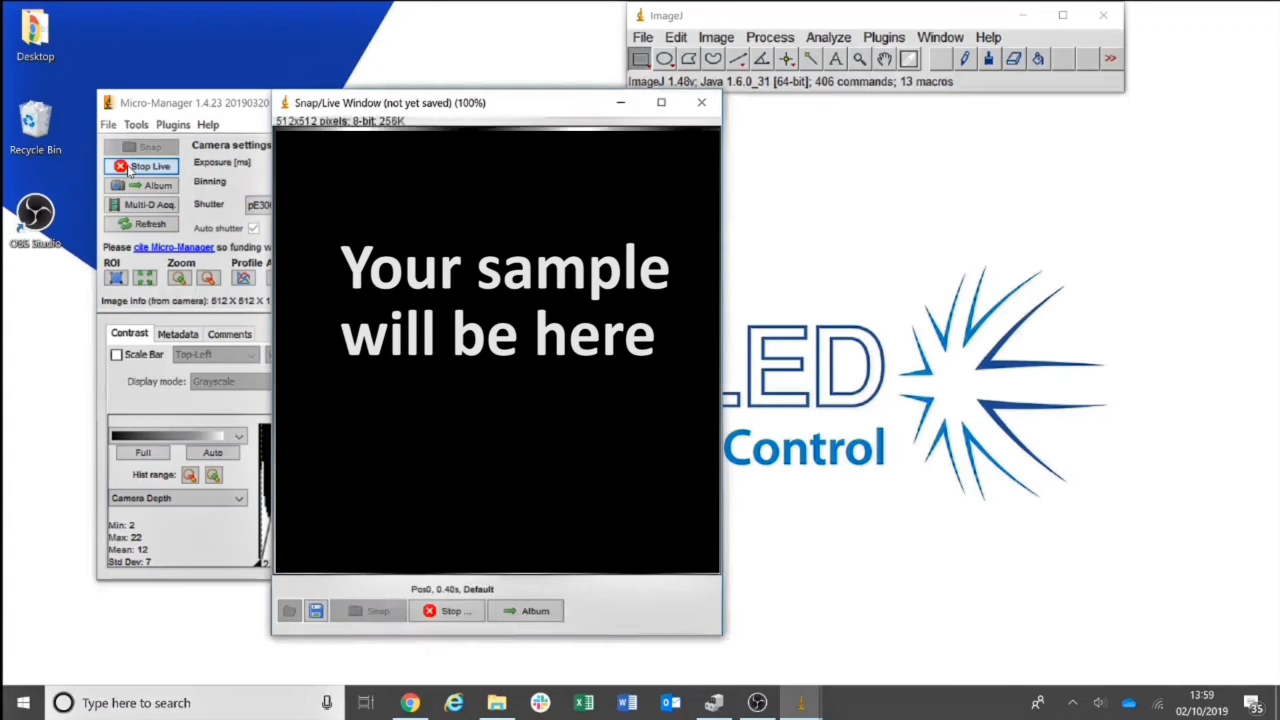 Desktop
Recycle Bin
OBS Studio
ImageJ
File Edit Image Process Analyze Plugins Window Help
ImageJ 1.48v; Java 1.6.0_31 [64-bit]; 406 commands; 13 macros
Micro-Manager 1.4.23 20190320
File Tools Plugins Help
Snap
Stop Live
Album
Multi-D Acq.
Refresh
Camera settings
Exposure [ms]
Binning
Shutter
Auto shutter
Please cite Micro-Manager so funding
ROI Zoom Profile
Image info (from camera): 512 X 512 X 1
Contrast Metadata Comments
Scale Bar Top-Left
Display mode: Grayscale
Full Auto
Hist range:
Camera Depth
Min: 2
Max: 22
Mean: 12
Std Dev: 7
Snap/Live Window (not yet saved) (100%)
512x512 pixels; 8-bit; 256K
Your sample
will be here
Pos0, 0.40s, Default
Snap Stop ... Album
LED
Control
Type here to search
13:59
02/10/2019
35